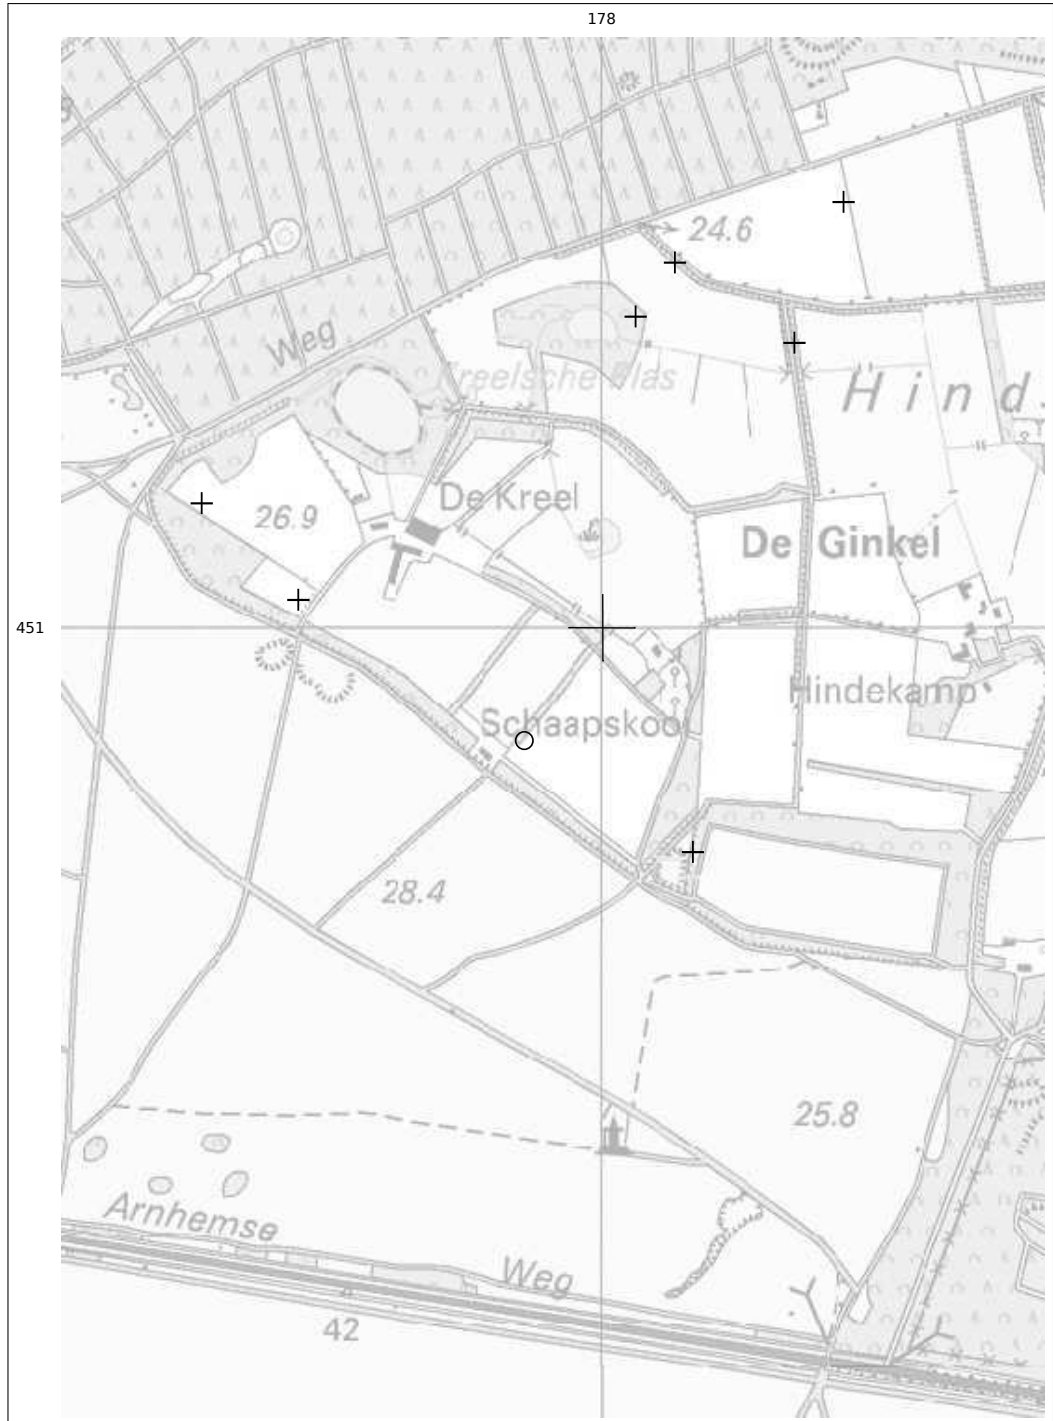 178
24.6
Weg
Kreelsche Plas
Hind
De Kreel
26.9
De Ginkel
451
Hindekamp
Schaapskooi
28.4
25.8
Arnhemse
Weg
42